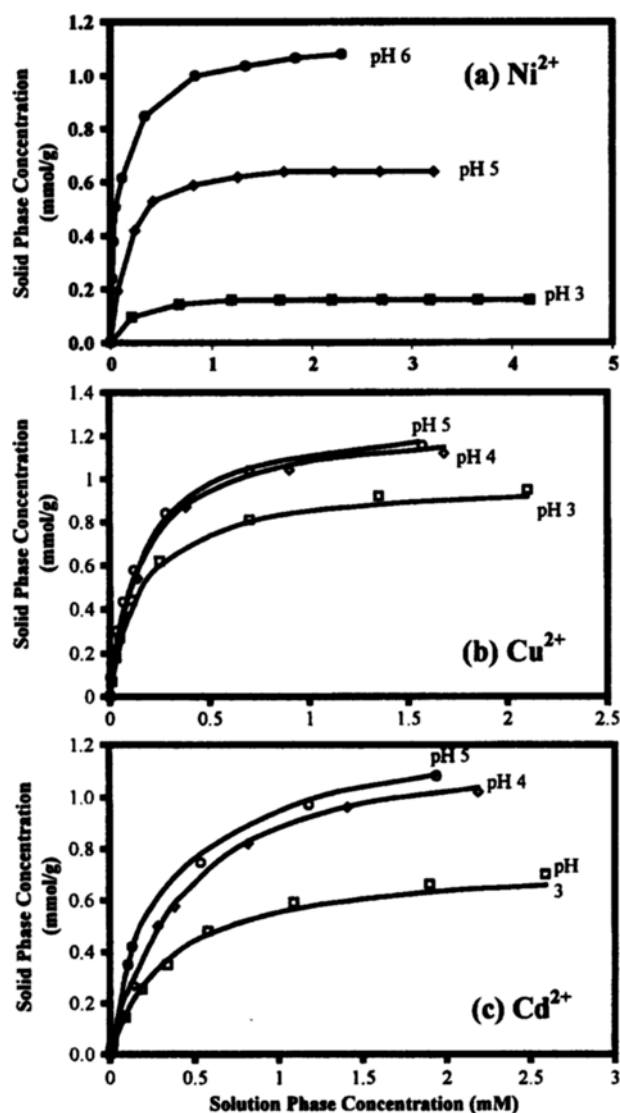 1.2
1.0
0.8
0.6
0.4
0.2
0.0
Solid Phase Concentration
(mmol/g)
pH 6
(a) Ni2+
pH 5
pH 3
0 1 2 3 4 5
1.4
1.2
1
0.8
0.6
0.4
0.2
0
Solid Phase Concentration
(mmol/g)
pH 5
pH 4
pH 3
(b) Cu2+
0 0.5 1 1.5 2 2.5
1.2
1.0
0.8
0.6
0.4
0.2
0.0
Solid Phase Concentration
(mmol/g)
pH 5
pH 4
pH
3
(c) Cd2+
0 0.5 1 1.5 2 2.5 3
Solution Phase Concentration (mM)